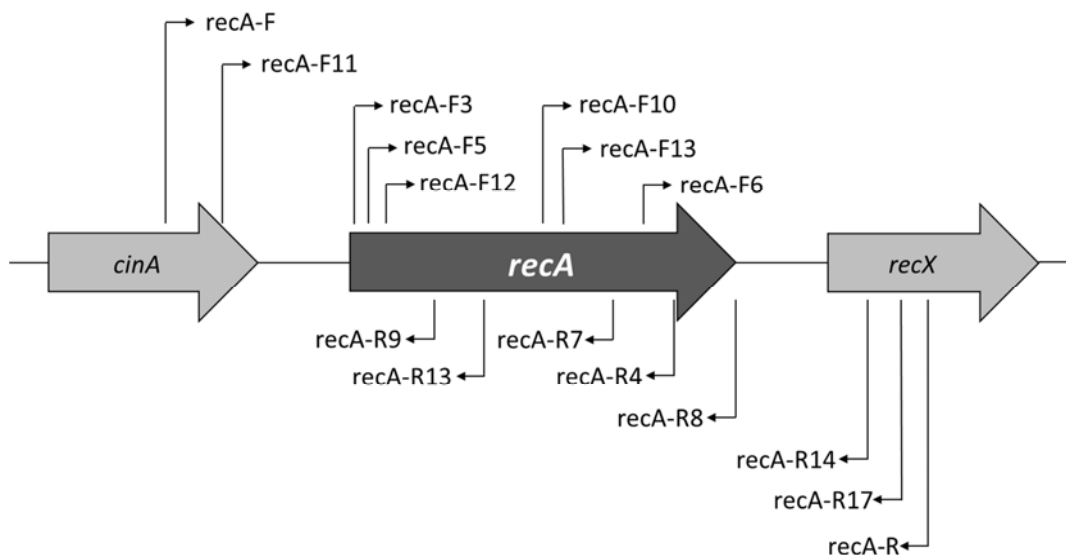 recA-F
recA-F11
recA-F3
recA-F10
recA-F5
recA-F13
recA-F12
recA-F6
cinA
recA
recX
recA-R9
recA-R7
recA-R13
recA-R4
recA-R8
recA-R14
recA-R17
recA-R